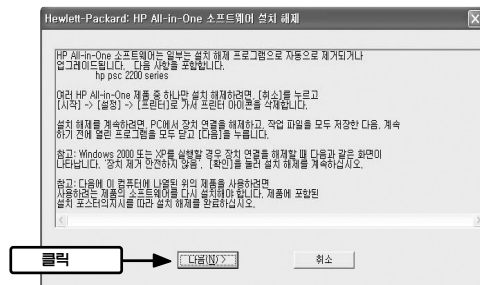 Hewlett-Packard: HP All-in-One 소프트웨어 설치 해제
HP All-in-One 소프트웨어는 일부는 설치 해제 프로그램으로 자동으로 제거되거나
업그레이드됩니다. 다음 사항을 포함합니다.
hp psc 2200 series
여러 HP All-in-One 제품 중 하나만 설치 해제하려면, [취소]를 누르고
[시작] -> [설정] -> [프린터]로 가서 프린터 아이콘을 삭제합니다.
설치 해제를 계속하려면, PC에서 장치 연결을 해제하고, 작업 파일을 모두 저장한 다음. 계속
하기 전에 열린 프로그램을 모두 닫고 [다음]을 누릅니다.
참고: Windows 2000 또는 XP를 실행할 경우 장치 연결을 해제할 때 다음과 같은 화면이
나타납니다. '장치 제거 안전하지 않음'. [확인]을 눌러 설치 해제를 계속하십시오.
참고: 다음에 이 컴퓨터에 나열된 위의 제품을 사용하려면
사용하려는 제품의 소프트웨어를 다시 설치해야 합니다. 제품에 포함된
설치 포스터의지시를 따라 설치 해제를 완료하십시오.
클릭
다음(N) >
취소